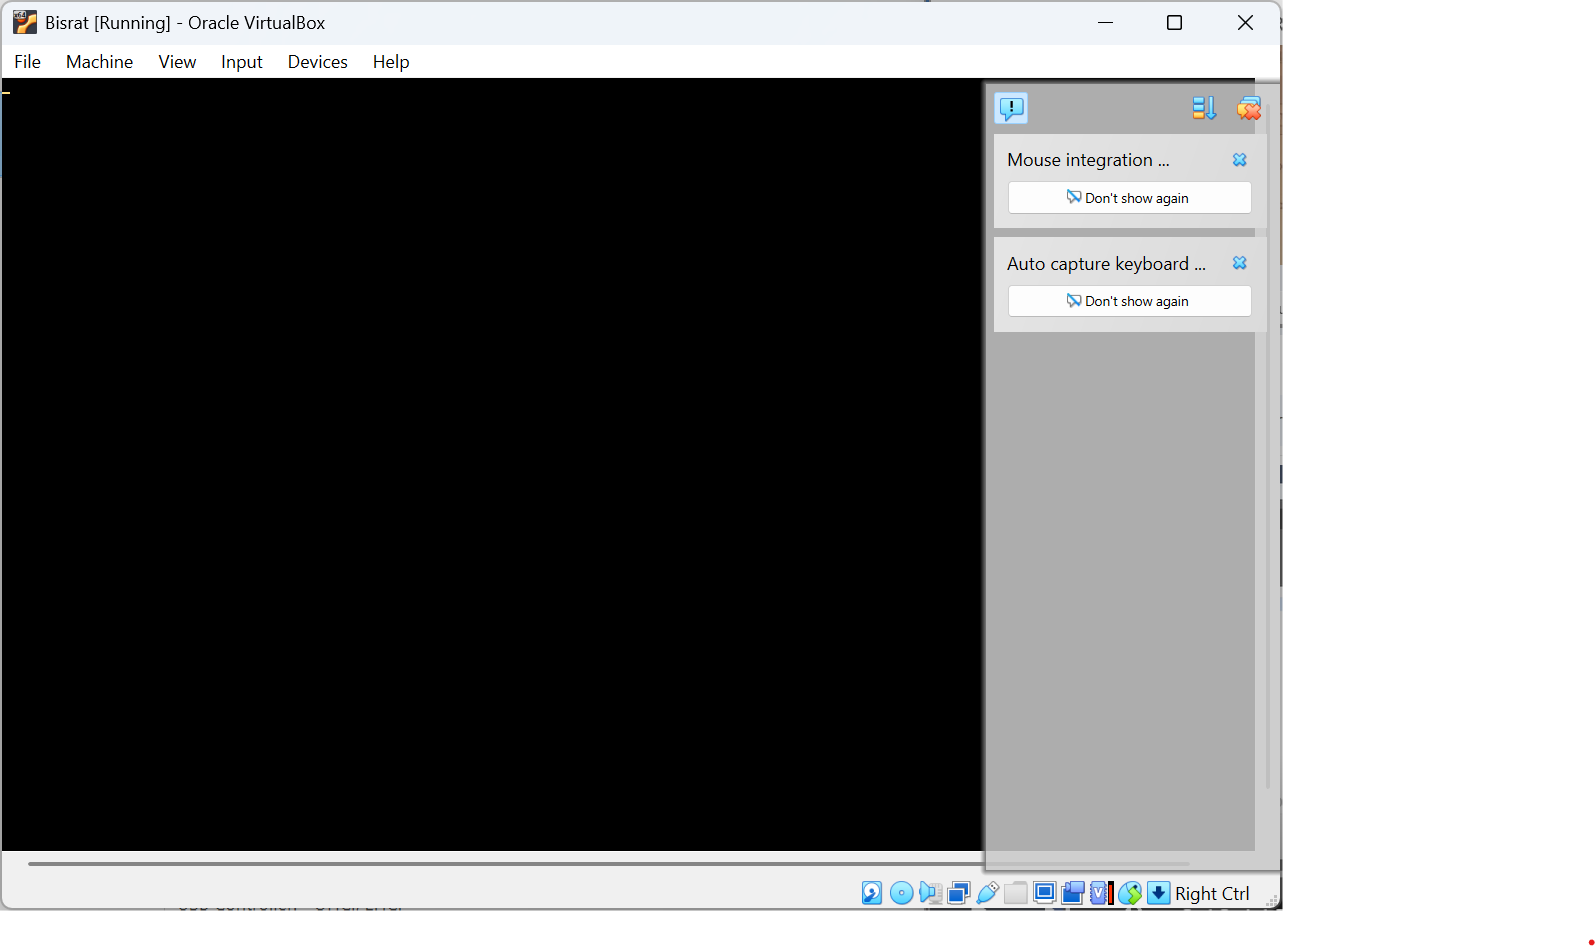 Bisrat [Running] - Oracle VirtualBox
File Machine View Input Devices Help
Mouse integration ...
Don't show again
Auto capture keyboard ...
Don't show again
Right Ctrl